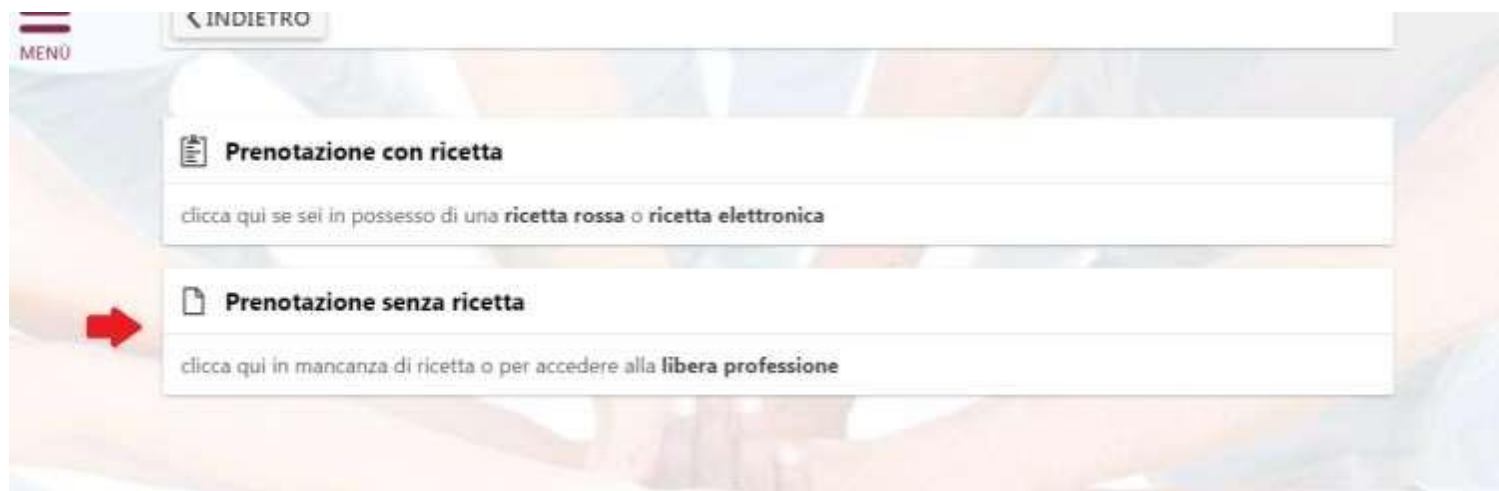 INDIETRO
MENÙ
Prenotazione con ricetta
clicca qui se sei in possesso di una ricetta rossa o ricetta elettronica
Prenotazione senza ricetta
clicca qui in mancanza di ricetta o per accedere alla libera professione